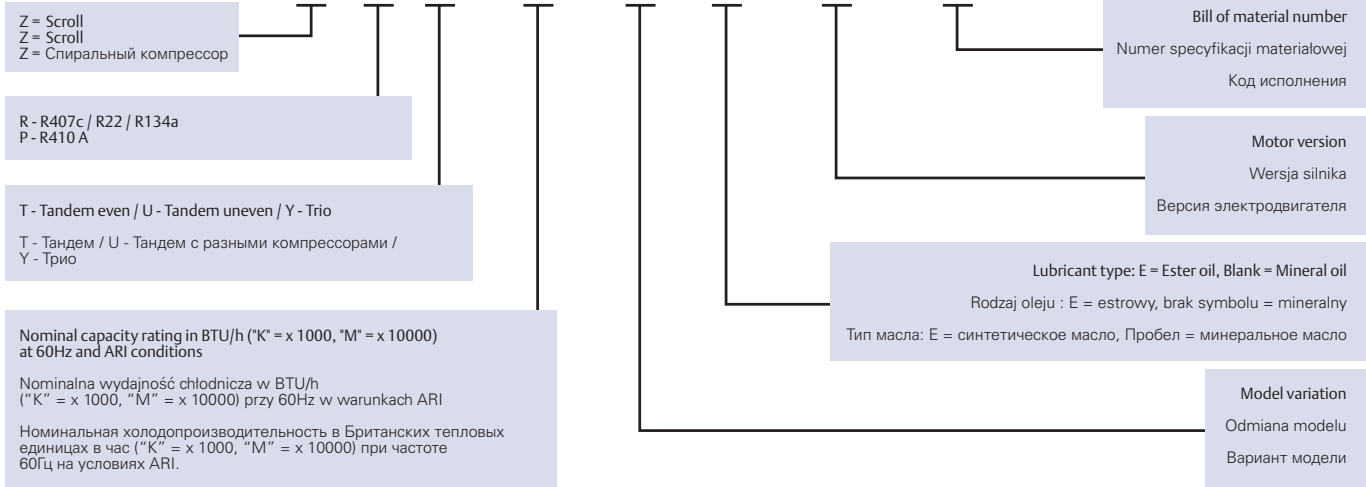 Z = Scroll
Z = Scroll
Z = Спиральный компрессор
R - R407c / R22 / R134a
P - R410 A
T - Tandem even / U - Tandem uneven / Y - Trio
T - Тандем / U - Тандем с разными компрессорами /
Y - Трио
Nominal capacity rating in BTU/h ("K" = x 1000, "M" = x 10000)
at 60Hz and ARI conditions
Nominalna wydajność chłodnicza w BTU/h
(“K” = x 1000, “M” = x 10000) przy 60Hz w warunkach ARI
Номинальная холодопроизводительность в Британских тепловых
единицах в час (“K” = x 1000, “M” = x 10000) при частоте
60Гц на условиях ARI.
Bill of material number
Numer specyfikacji materiałowej
Код исполнения
Motor version
Wersja silnika
Версия электродвигателя
Lubricant type: E = Ester oil, Blank = Mineral oil
Rodzaj oleju : E = estrowy, brak symbolu = mineralny
Тип масла: E = синтетическое масло, Пробел = минеральное масло
Model variation
Odmiana modelu
Вариант модели